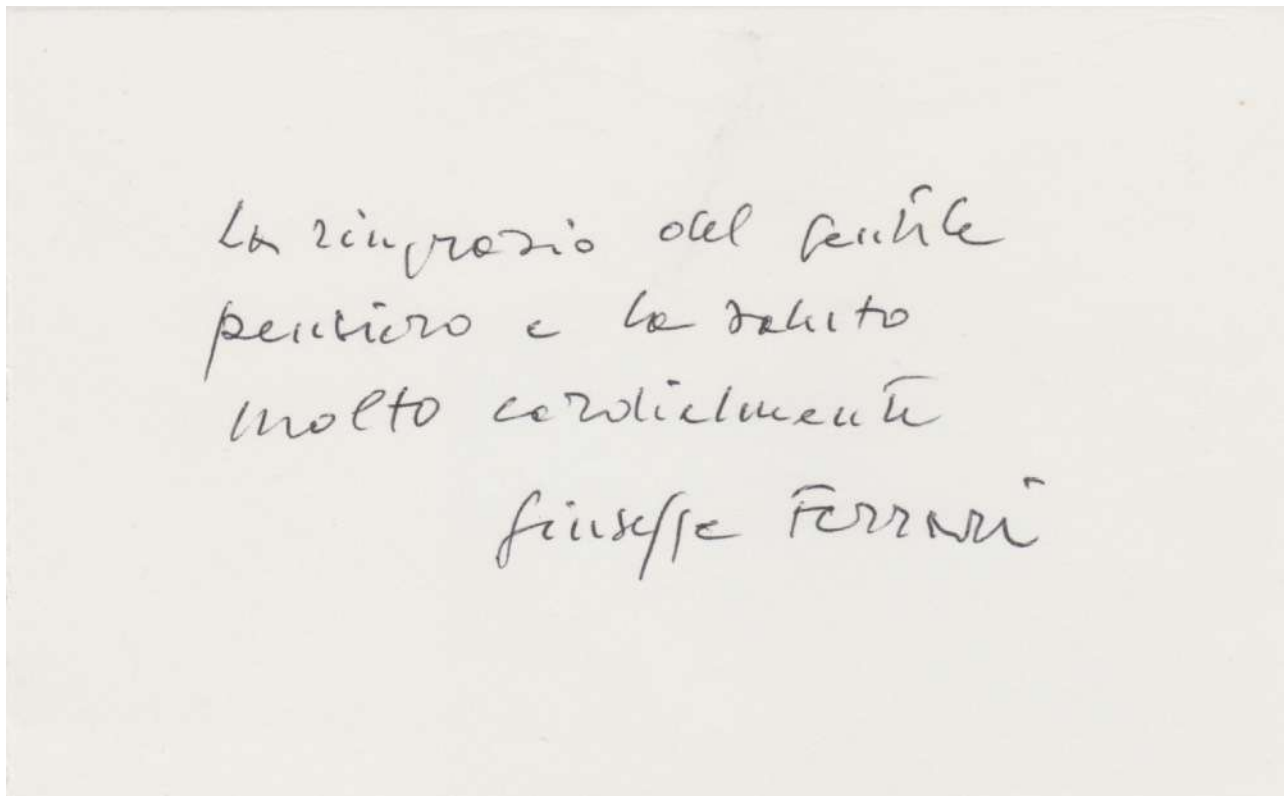 La ringrazio del gentile
pensiero e la saluto
molto cordialmente
Giuseppe Ferrari